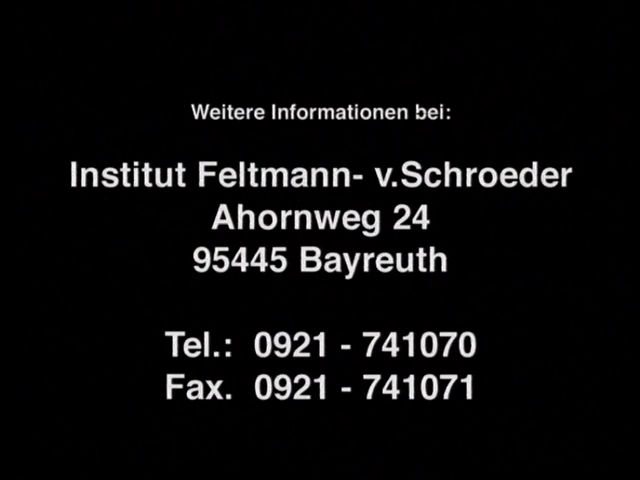 Weitere Informationen bei:
Institut Feltmann- v.Schroeder
Ahornweg 24
95445 Bayreuth
Tel.: 0921 - 741070
Fax. 0921 - 741071